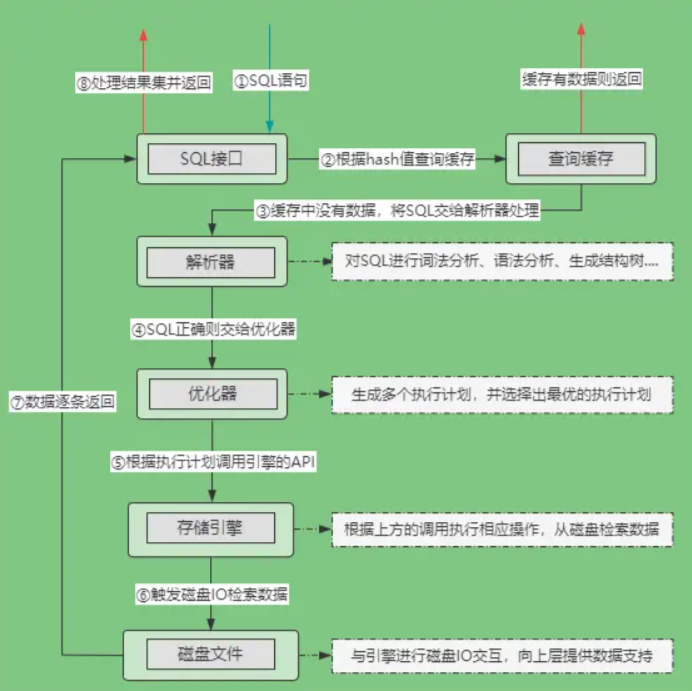 ⑧处理结果集并返回
①SQL语句
缓存有数据则返回
SQL接口
②根据hash值查询缓存
查询缓存
③缓存中没有数据，将SQL交给解析器处理
解析器
对SQL进行词法分析、语法分析、生成结构树....
④SQL正确则交给优化器
优化器
生成多个执行计划，并选择出最优的执行计划
⑦数据逐条返回
⑤根据执行计划调用引擎的API
存储引擎
根据上方的调用执行相应操作，从磁盘检索数据
⑥触发磁盘IO检索数据
磁盘文件
与引擎进行磁盘IO交互，向上层提供数据支持